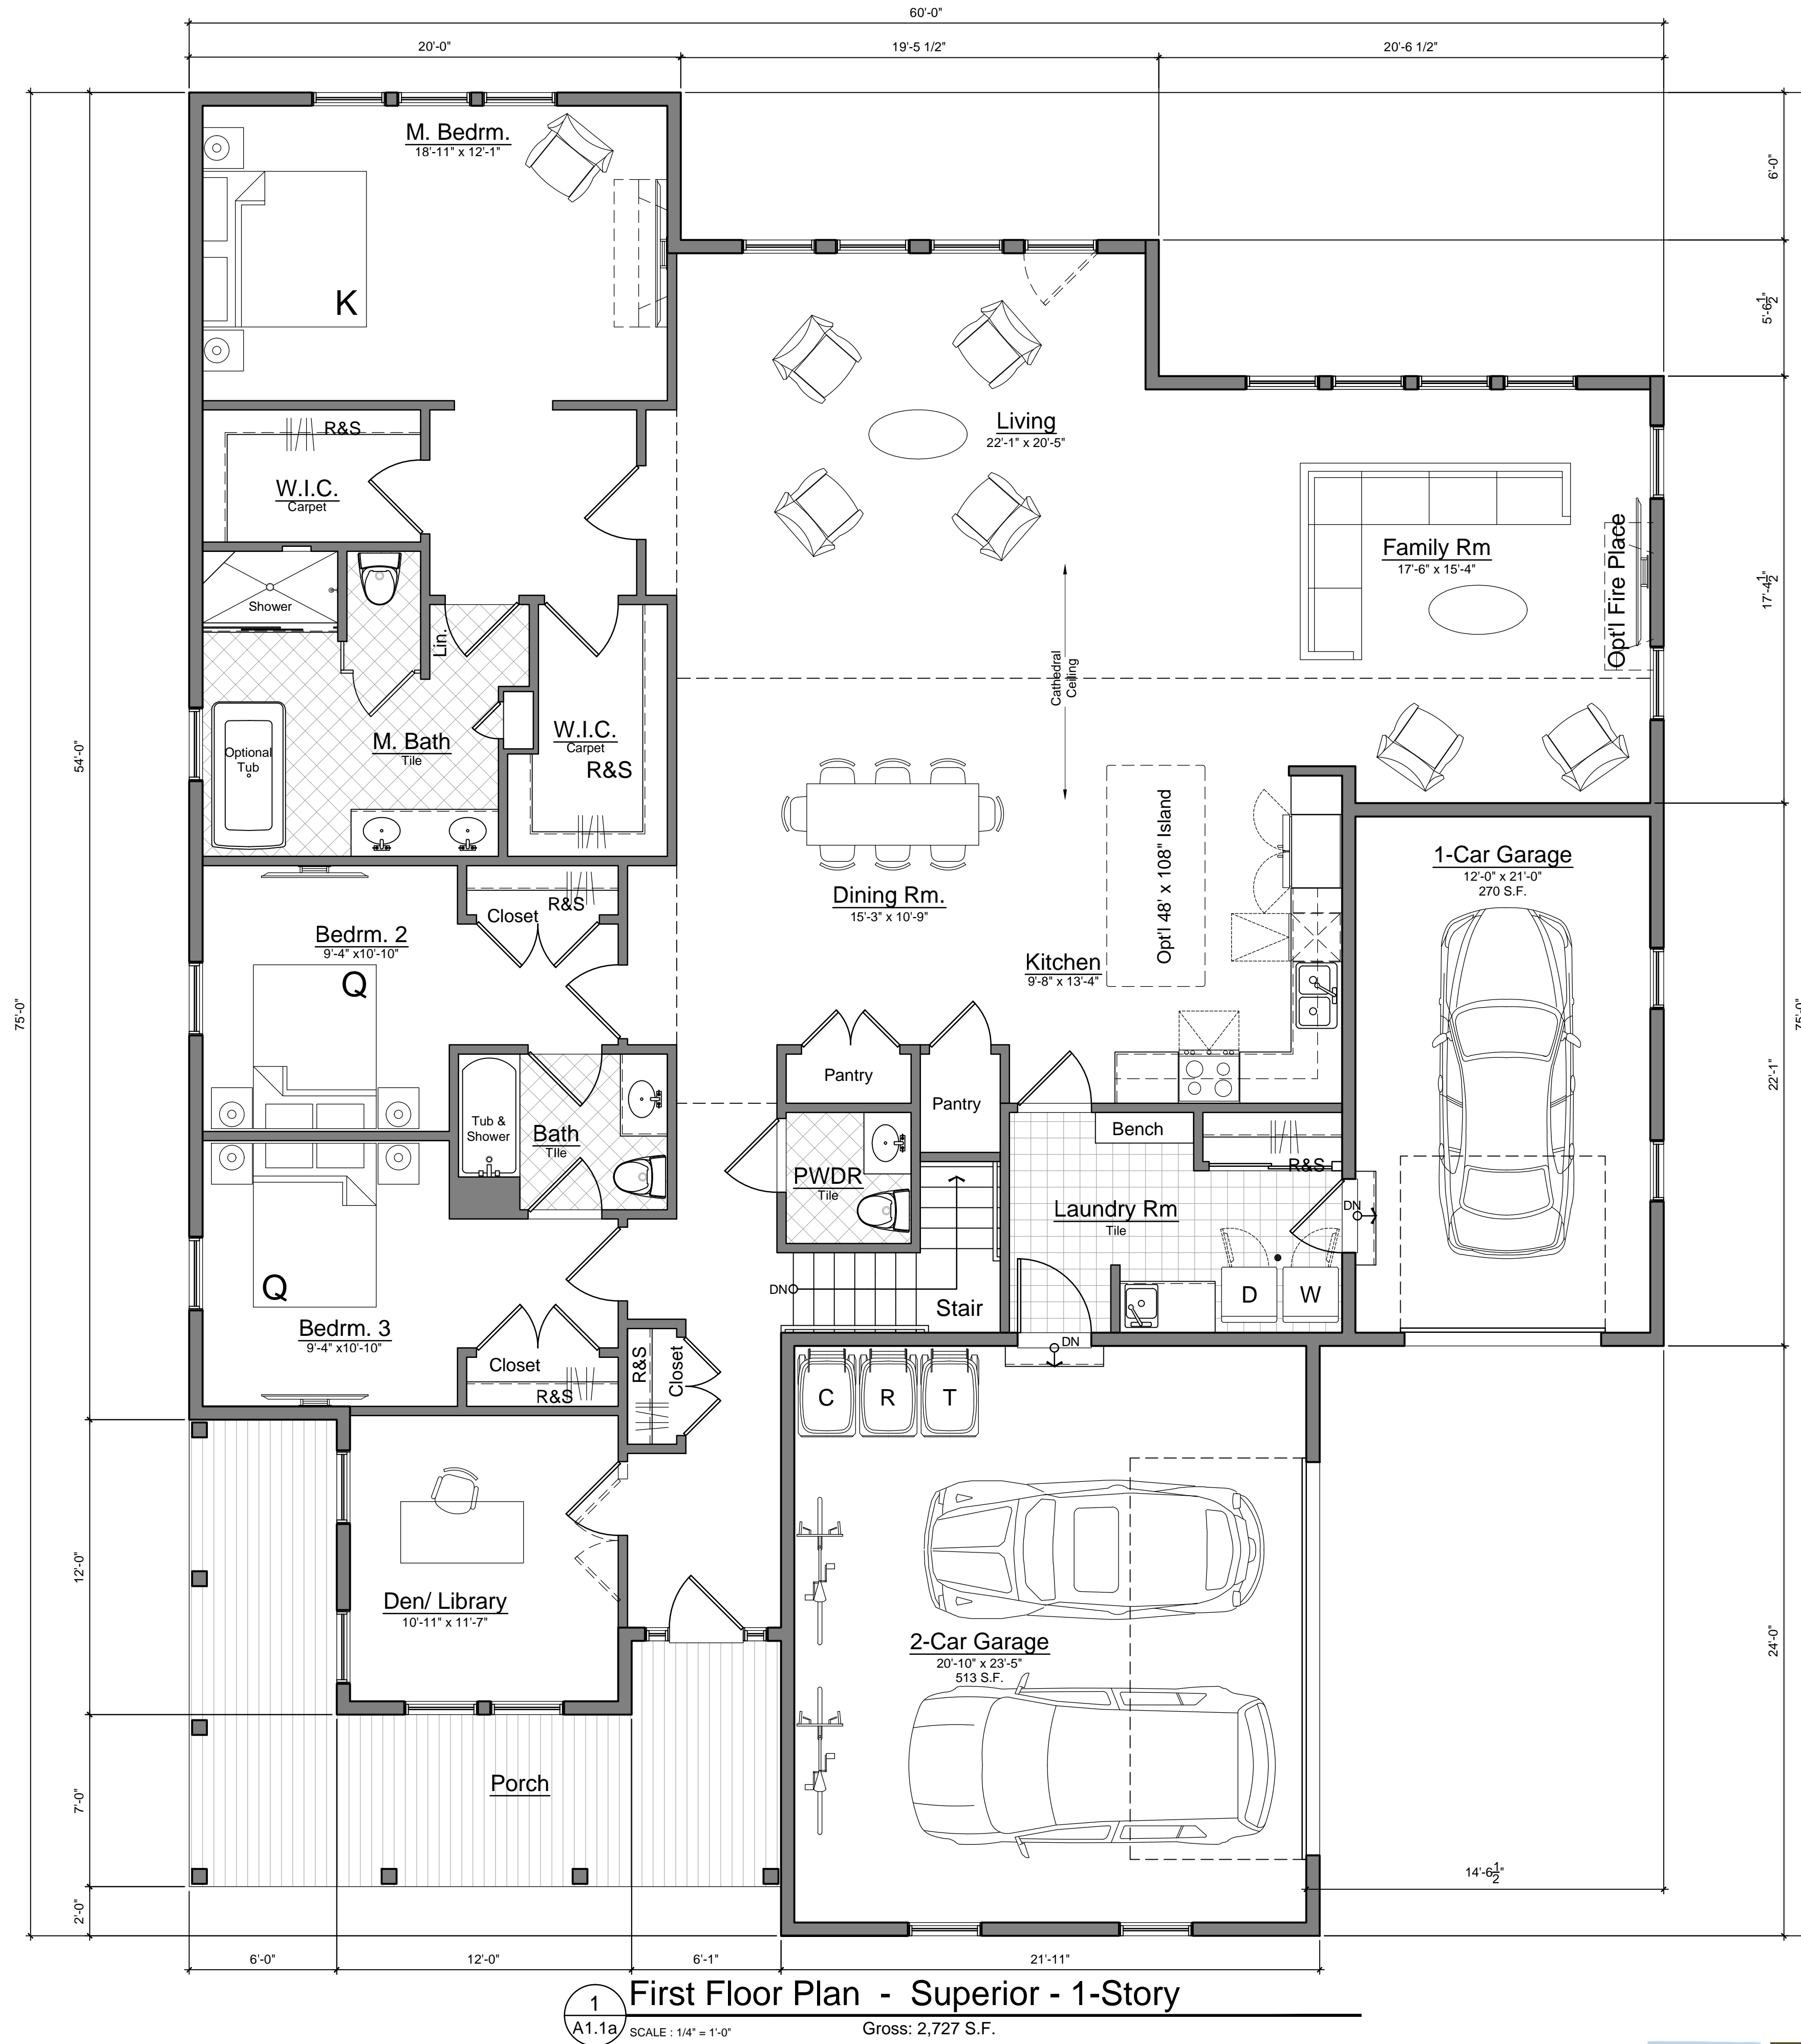 60'-0"
20'-0"
19'-5 1/2"
20'-6 1/2"
M. Bedrm.
18'-11" x 12'-1"
K
6'-0"
5'-6 1/2"
Living
22'-1" x 20'-5"
R&S
W.I.C.
Carpet
Family Rm
17'-6" x 15'-4"
Opt'l Fire Place
17'-4 1/2"
Shower
Lin.
Cathedral
Ceiling
W.I.C.
Carpet
R&S
M. Bath
Tile
Optional
Tub
54'-0"
Opt'l 48' x 108" Island
1-Car Garage
12'-0" x 21'-0"
270 S.F.
Dining Rm.
15'-3" x 10'-9"
R&S
Closet
Bedrm. 2
9'-4" x10'-10"
Q
Kitchen
9'-8" x 13'-4"
75'-0"
75'-0"
22'-1"
Pantry
Pantry
Tub &
Shower
Bath
TIle
Bench
R&S
PWDR
Tile
Laundry Rm
Tile
DN
DN
D
W
Stair
Q
Bedrm. 3
9'-4" x10'-10"
Closet
R&S
R&S
Closet
DN
C
R
T
12'-0"
Den/ Library
10'-11" x 11'-7"
2-Car Garage
20'-10" x 23'-5"
513 S.F.
24'-0"
Porch
7'-0"
14'-6 1/2"
2'-0"
6'-0"
12'-0"
6'-1"
21'-11"
1
A1.1a
First Floor Plan - Superior - 1-Story
SCALE : 1/4" = 1'-0"
Gross: 2,727 S.F.